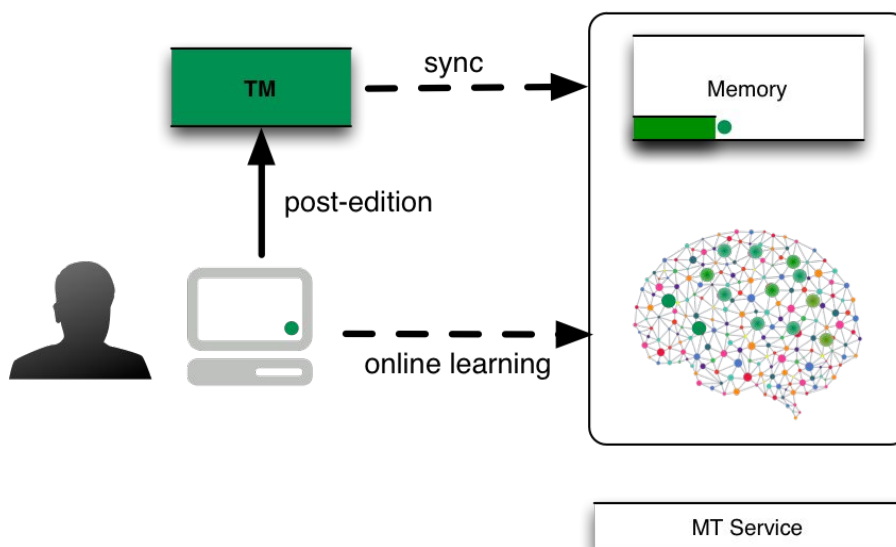 TM
sync
Memory
post-edition
online learning
MT Service